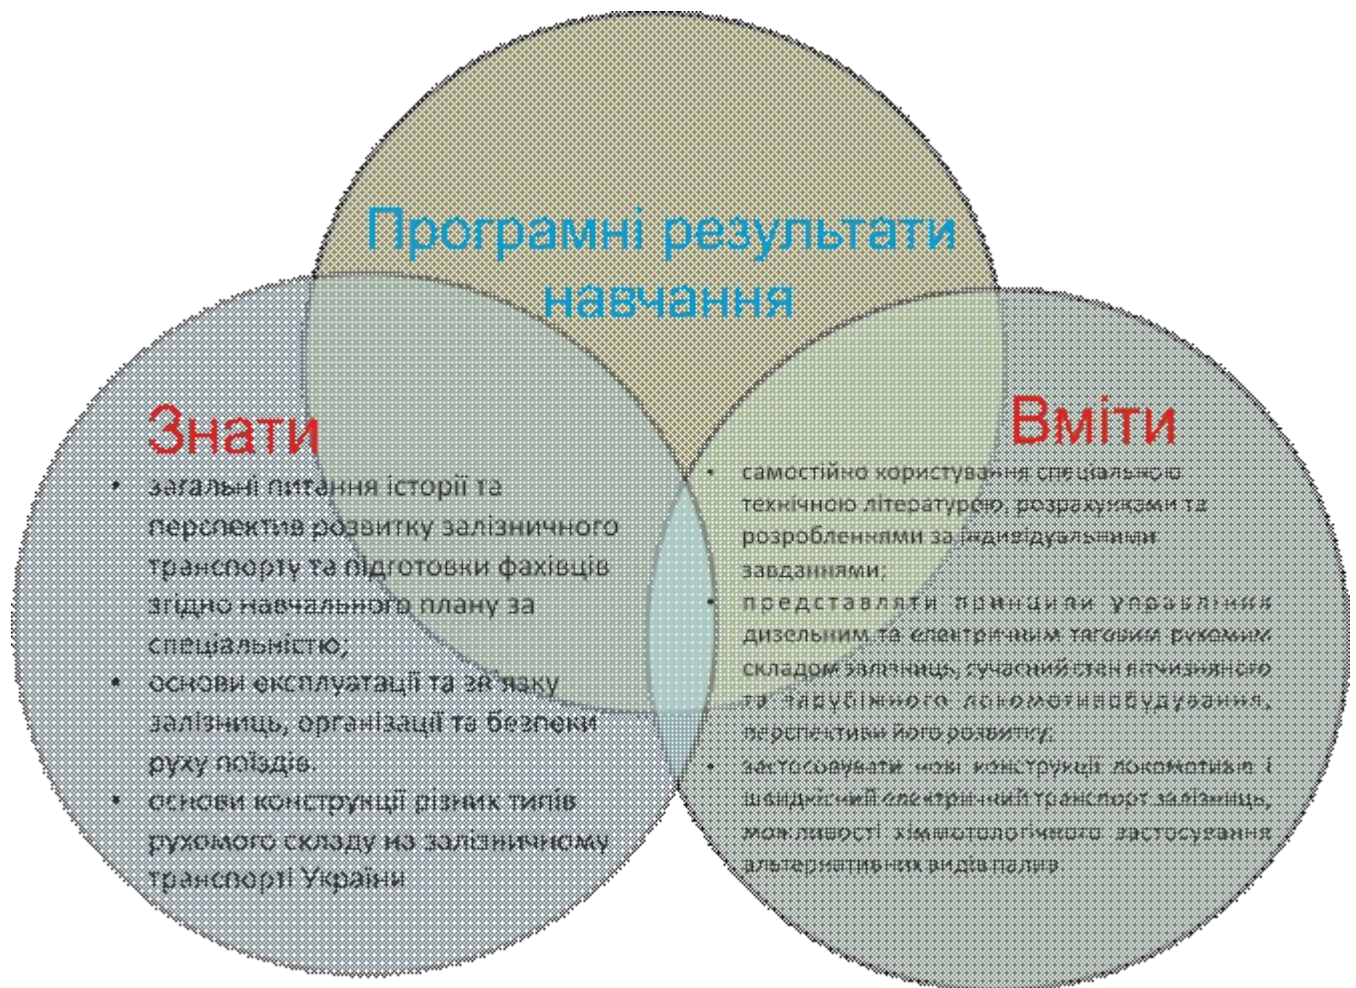 Програмні результати
навчання
Знати
• загальні питання історії та
перспектив розвитку залізничного
транспорту та підготовки фахівців
згідно навчального плану за
спеціальністю;
• основи експлуатації та зв'язку
залізниць, організації та безпеки
руху поїздів.
• основи конструкції різних типів
рухомого складу на залізничному
транспорті України
Вміти
• самостійно користування спеціальною
технічною літературою, розрахунками та
розробленнями за індивідуальними
завданнями;
• представляти принципи управління
дизельним та електричним тяговим рухомим
складом залізниць, сучасний стан вітчизняного
та зарубіжного локомотивобудування,
перспективи його розвитку;
• застосовувати нові конструкції локомотивів і
швидкісний електричний транспорт залізниць,
можливості хіммотологічного застосування
альтернативних видів палив